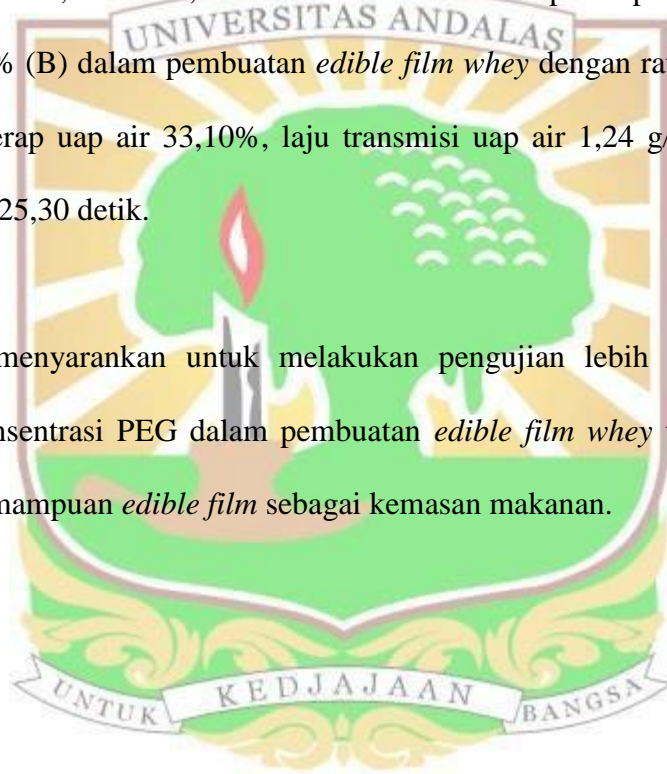 UNIVERSITAS ANDALAS
% (B) dalam pembuatan edible film whey dengan
erap uap air 33,10%, laju transmisi uap air 1,24 g/
25,30 detik.
menyarankan untuk melakukan pengujian lebih
nsentrasi PEG dalam pembuatan edible film whey
mampuan edible film sebagai kemasan makanan.
UNTUK KEDJAJAAN BANGSA